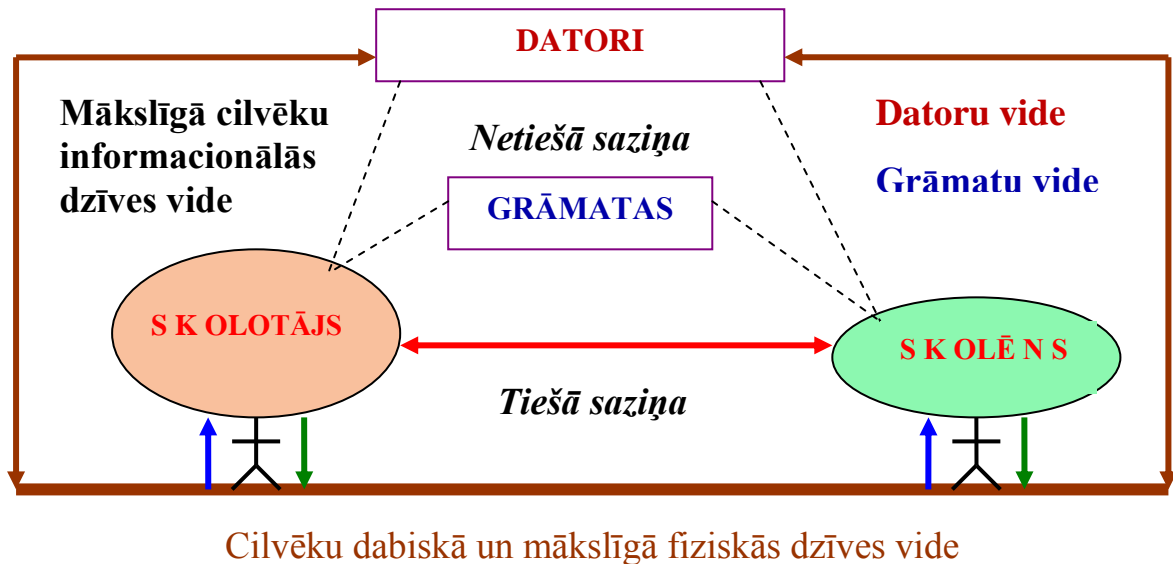 DATORI
Mākslīgā cilvēku
informacionālās
dzīves vide
Netiešā saziņa
Datoru vide
Grāmatu vide
GRĀMATAS
S K OLOTĀJS
S K OLĒ N S
Tiešā saziņa
Cilvēku dabiskā un mākslīgā fiziskās dzīves vide